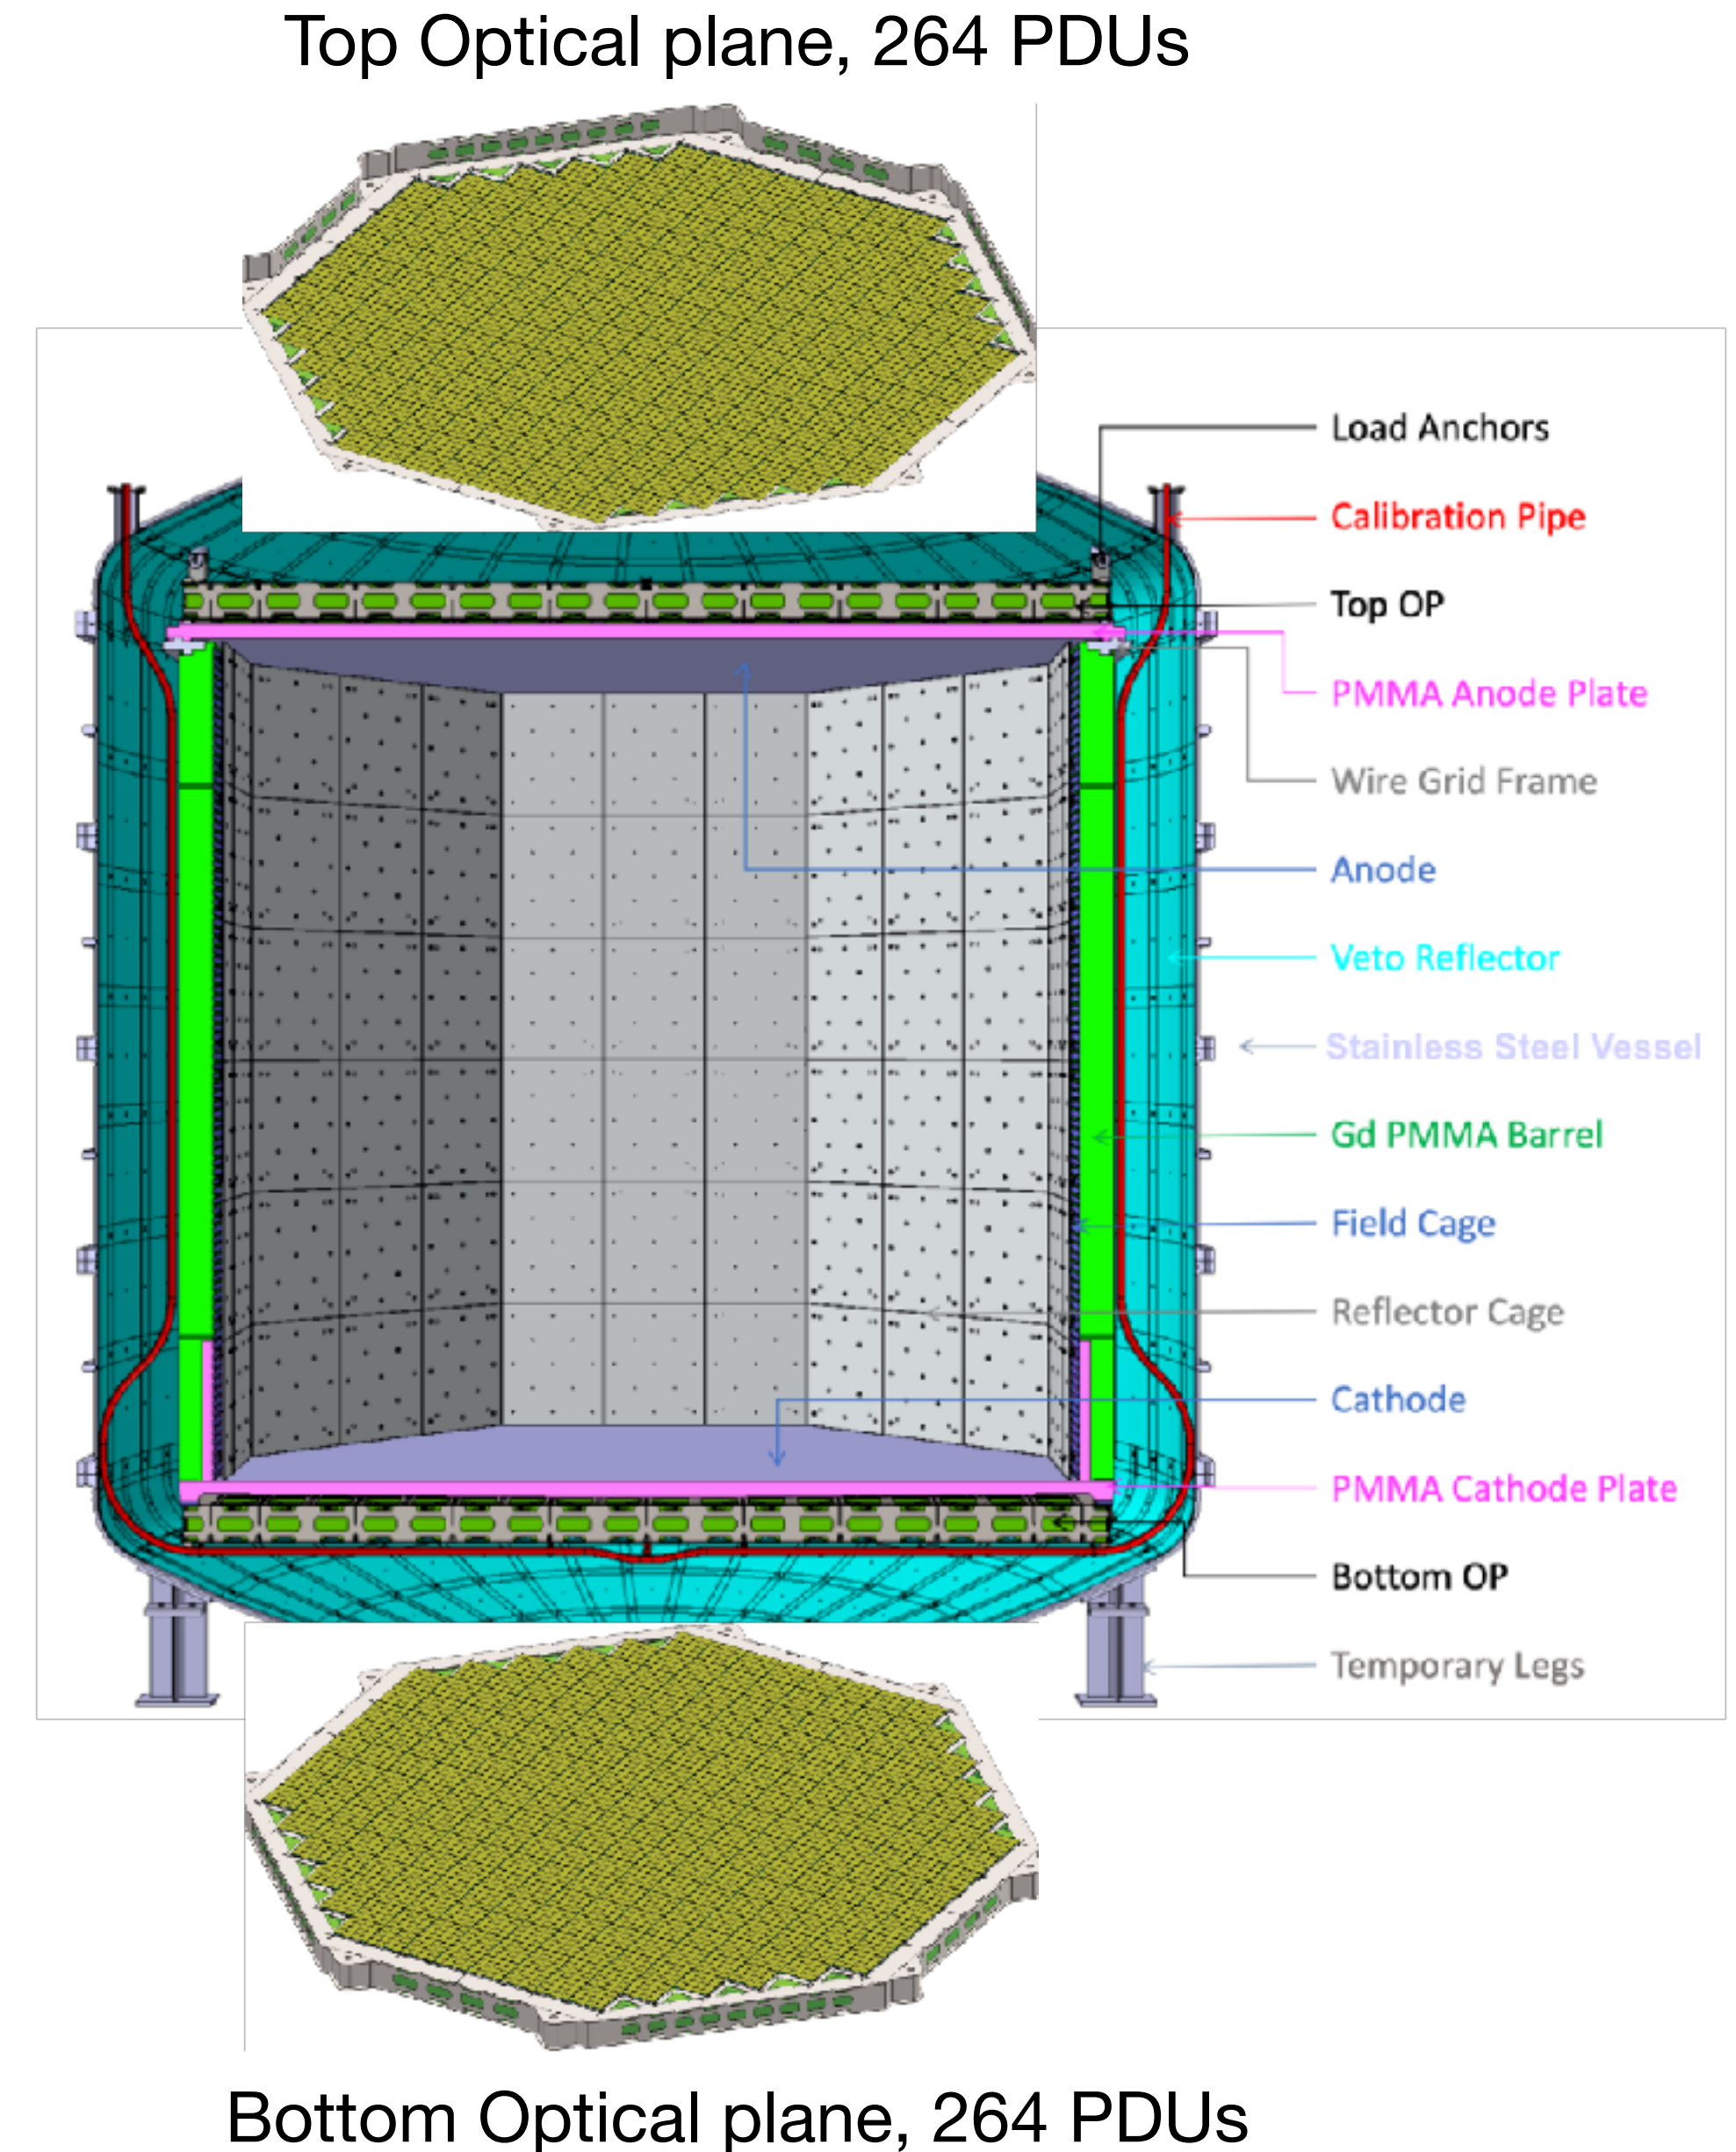 Top Optical plane, 264 PDUs
Load Anchors
Calibration Pipe
Top OP
PMMA Anode Plate
Wire Grid Frame
Anode
Veto Reflector
Stainless Steel Vessel
Gd PMMA Barrel
Field Cage
Reflector Cage
Cathode
PMMA Cathode Plate
Bottom OP
Temporary Legs
Bottom Optical plane, 264 PDUs